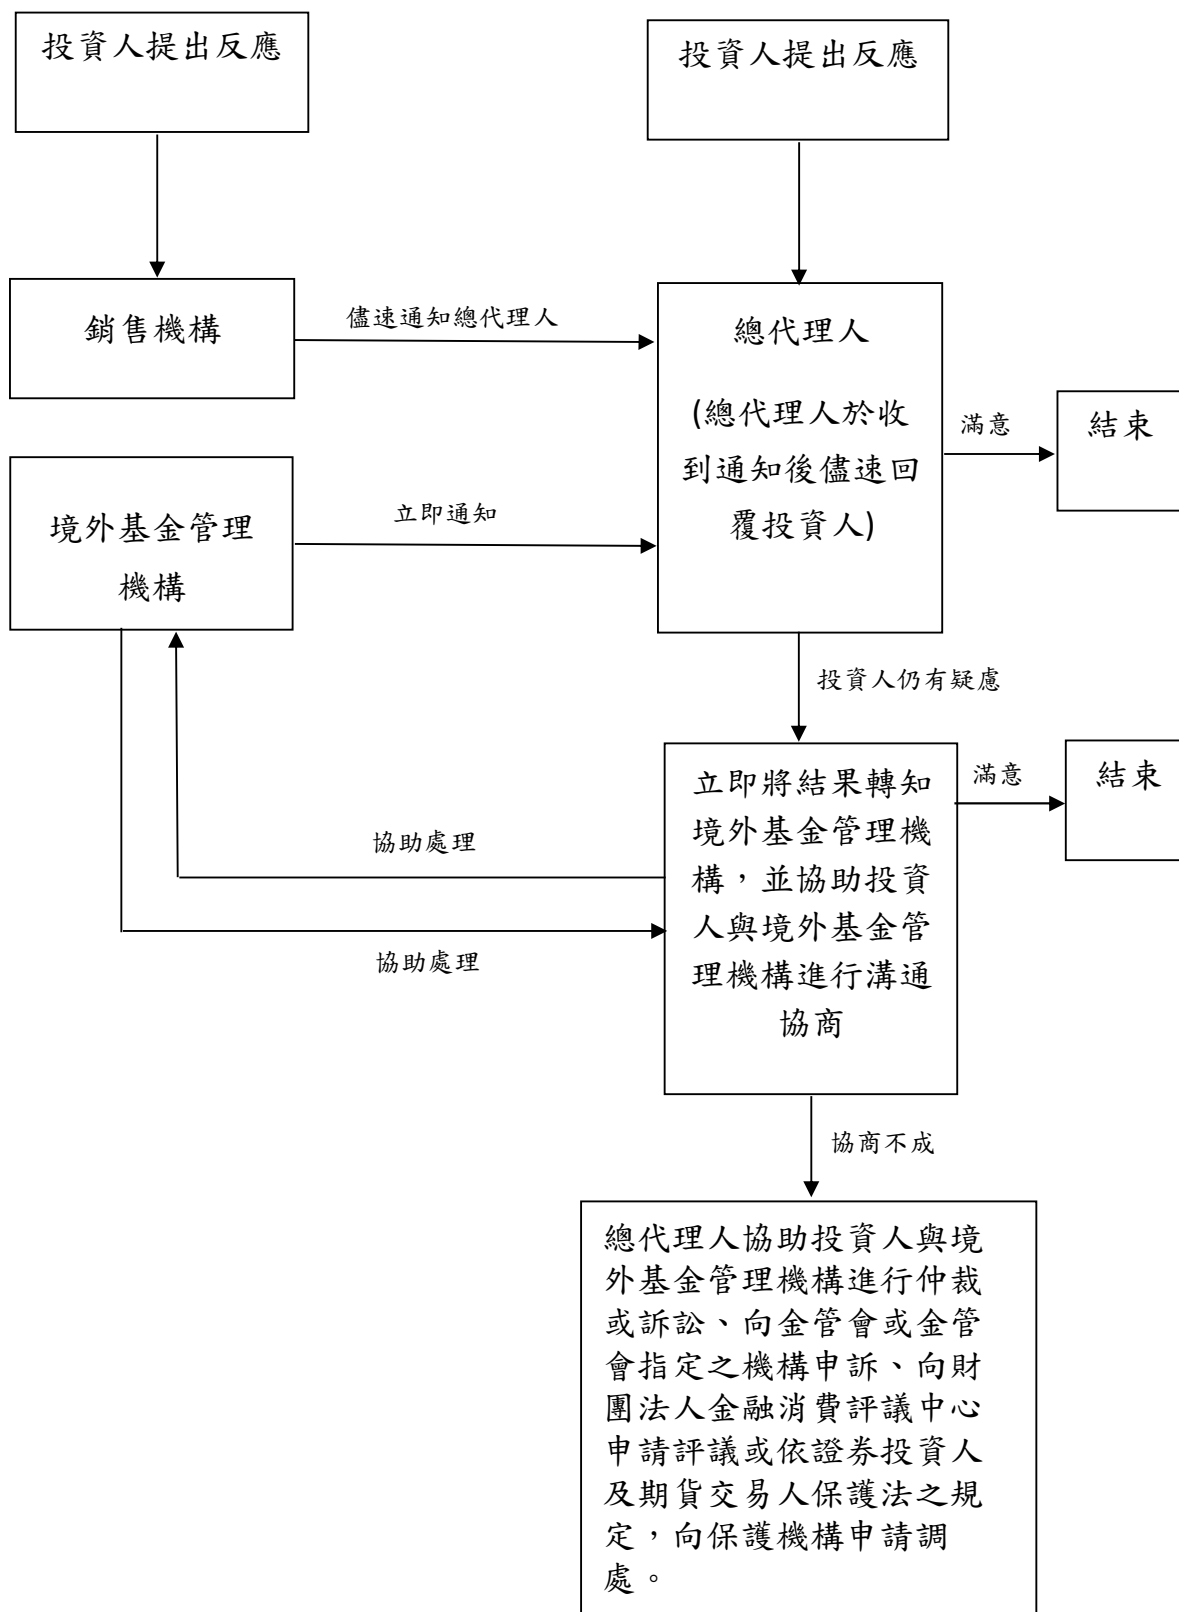 投資人提出反應
投資人提出反應
銷售機構
儘速通知總代理人
總代理人
(總代理人於收
到通知後儘速回
覆投資人)
滿意
結束
境外基金管理
機構
立即通知
投資人仍有疑慮
立即將結果轉知
境外基金管理機
構，並協助投資
人與境外基金管
理機構進行溝通
協商
滿意
結束
協助處理
協助處理
協商不成
總代理人協助投資人與境
外基金管理機構進行仲裁
或訴訟、向金管會或金管
會指定之機構申訴、向財
團法人金融消費評議中心
申請評議或依證券投資人
及期貨交易人保護法之規
定，向保護機構申請調
處。